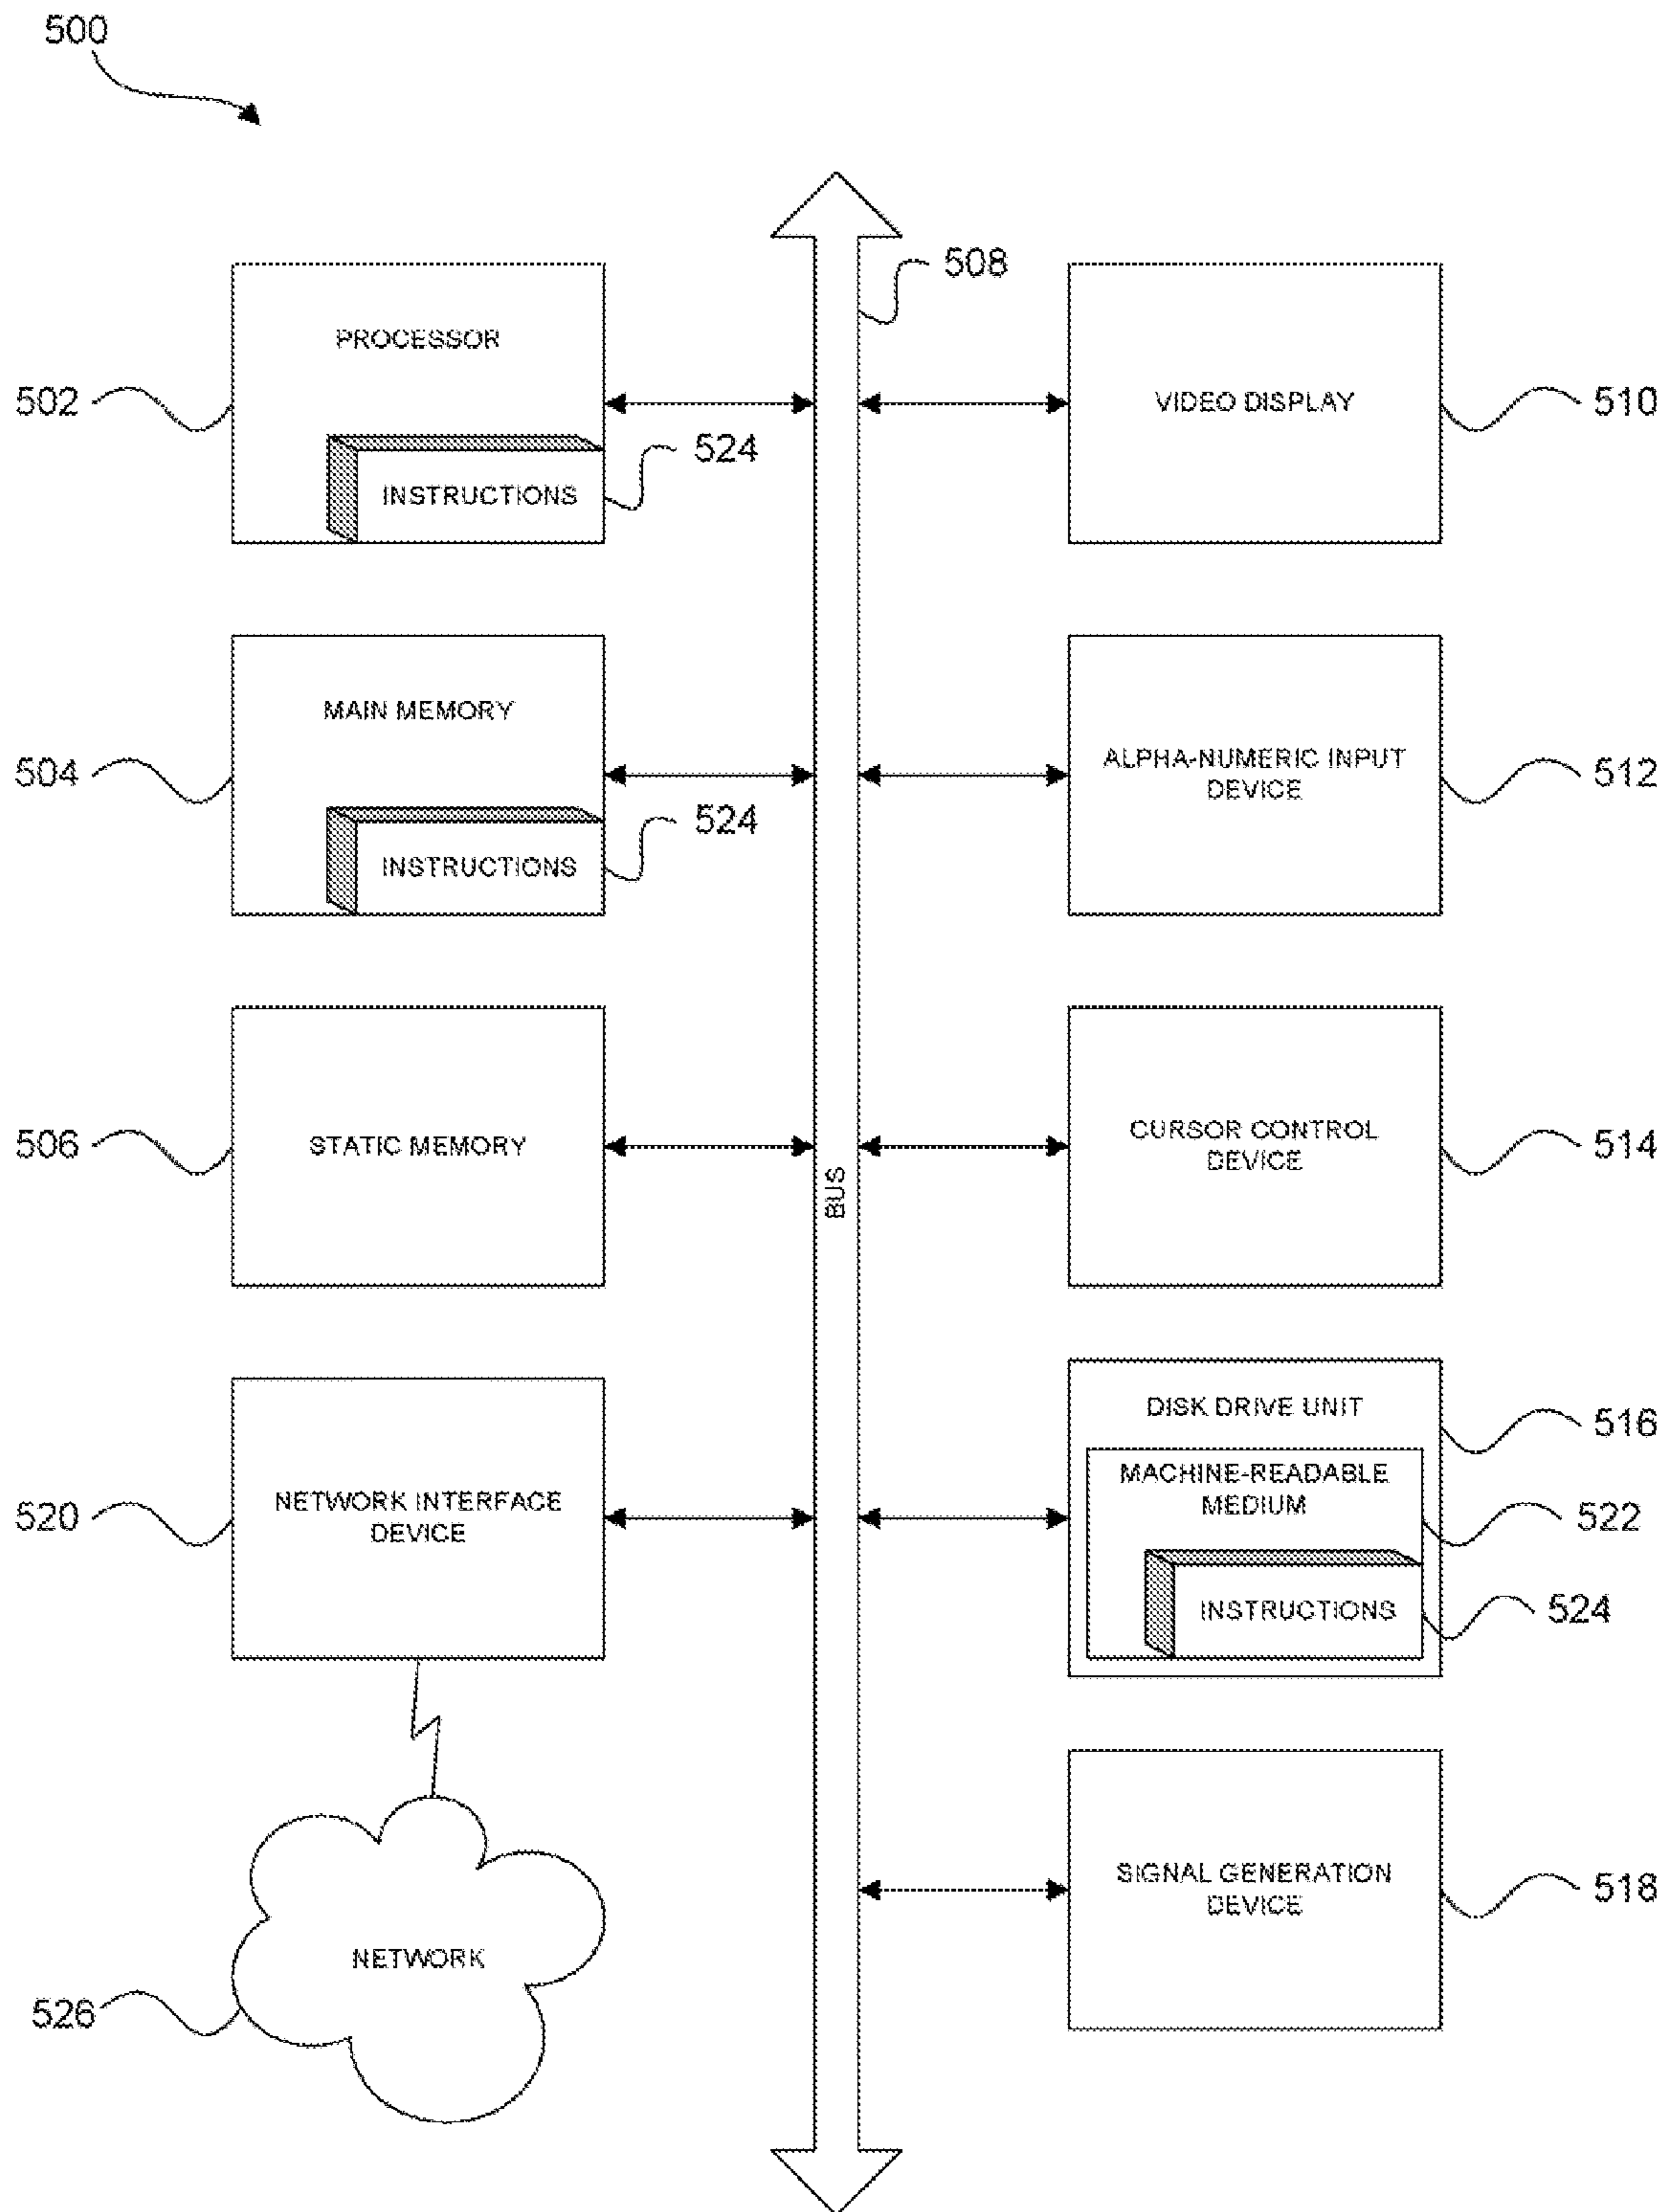 500
508
PROCESSOR
502
524
INSTRUCTIONS
VIDEO DISPLAY
510
MAIN MEMORY
504
524
INSTRUCTIONS
ALPHA-NUMERIC INPUT
DEVICE
512
506
STATIC MEMORY
BUS
CURSOR CONTROL
DEVICE
514
520
NETWORK INTERFACE
DEVICE
DISK DRIVE UNIT
516
MACHINE-READABLE
MEDIUM
522
INSTRUCTIONS
524
NETWORK
526
SIGNAL GENERATION
DEVICE
518